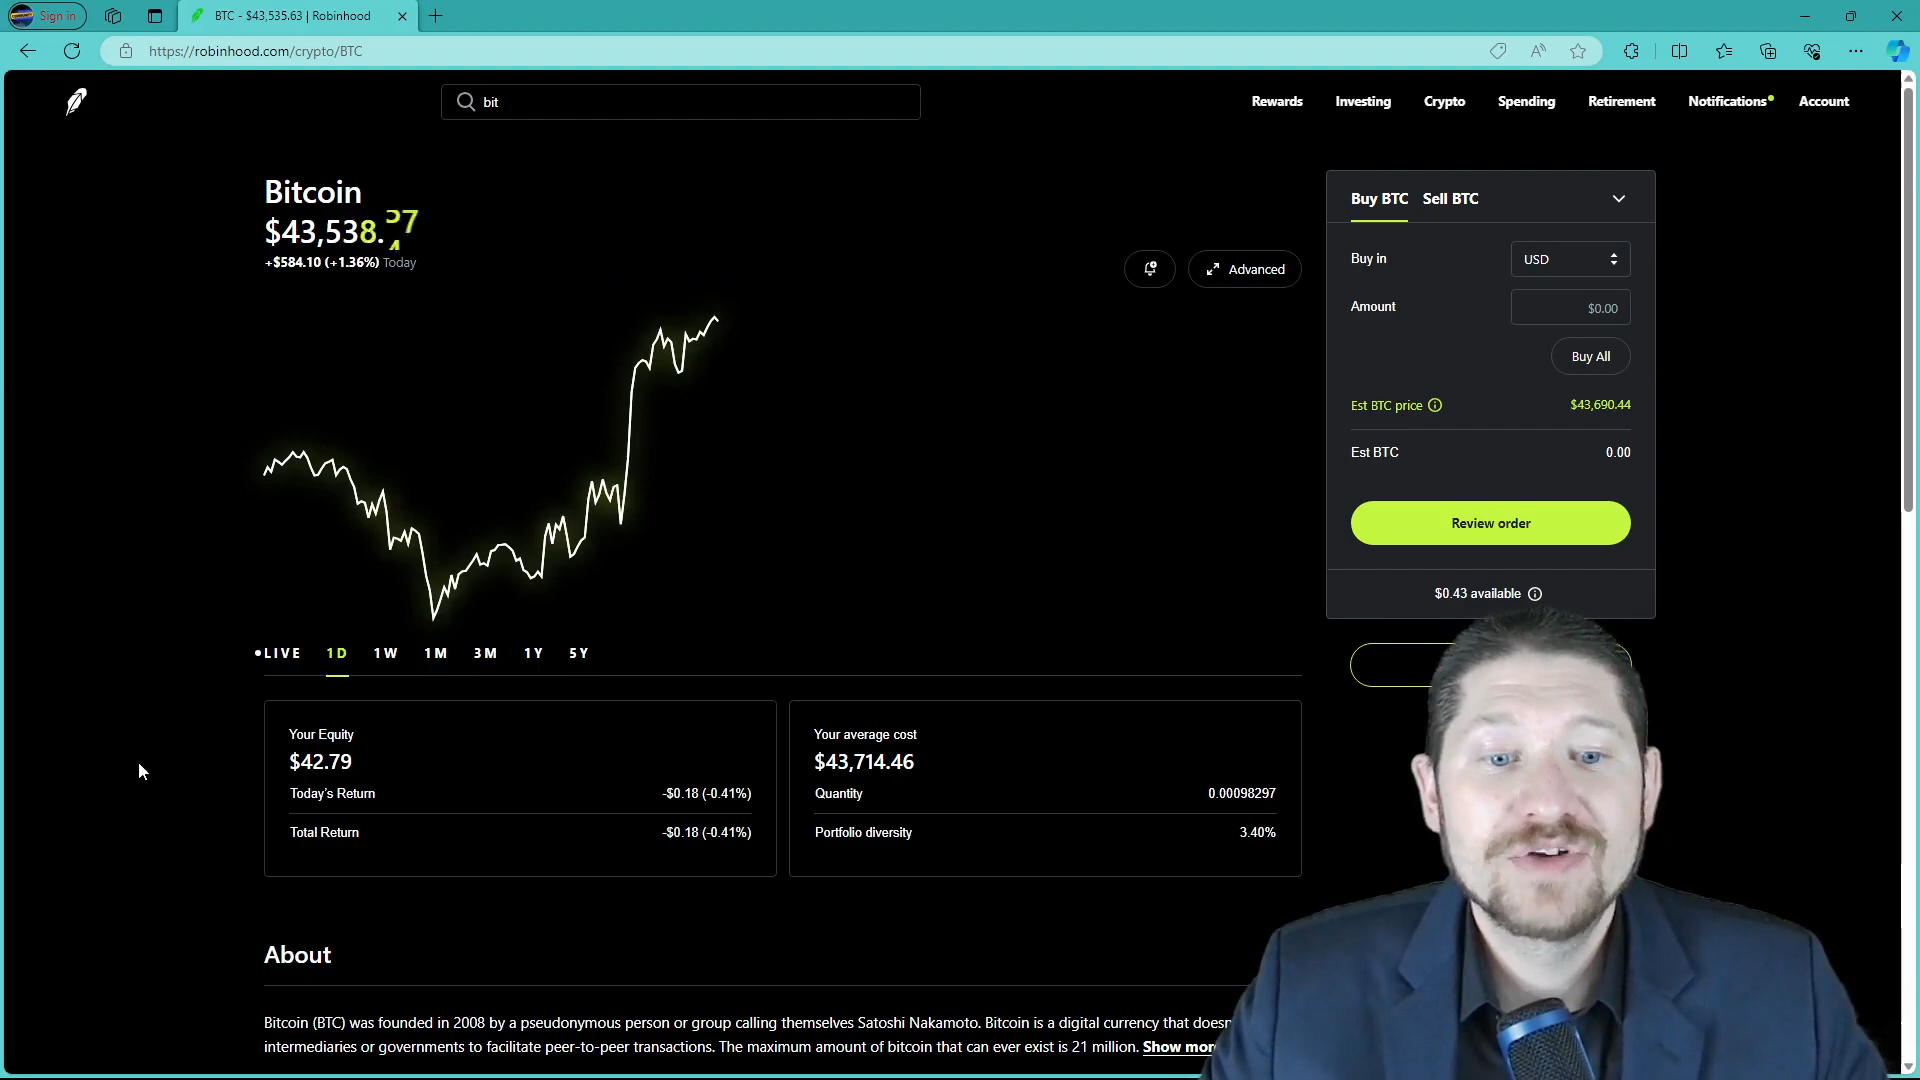 Sign in
BTC - $43,535.63 | Robinhood
https://robinhood.com/crypto/BTC
bit
Rewards Investing Crypto Spending Retirement Notifications Account
Bitcoin
$43,538.
+$584.10 (+1.36%) Today
Advanced
Buy BTC Sell BTC
Buy in USD
Amount $0.00
Buy All
Est BTC price $43,690.44
Est BTC 0.00
Review order
$0.43 available
LIVE 1D 1W 1M 3M 1Y 5Y
Your Equity
$42.79
Today's Return -$0.18 (-0.41%)
Total Return -$0.18 (-0.41%)
Your average cost
$43,714.46
Quantity 0.00098297
Portfolio diversity 3.40%
About
Bitcoin (BTC) was founded in 2008 by a pseudonymous person or group calling themselves Satoshi Nakamoto. Bitcoin is a digital currency that
intermediaries or governments to facilitate peer-to-peer transactions. The maximum amount of bitcoin that can ever exist is 21 million. Show